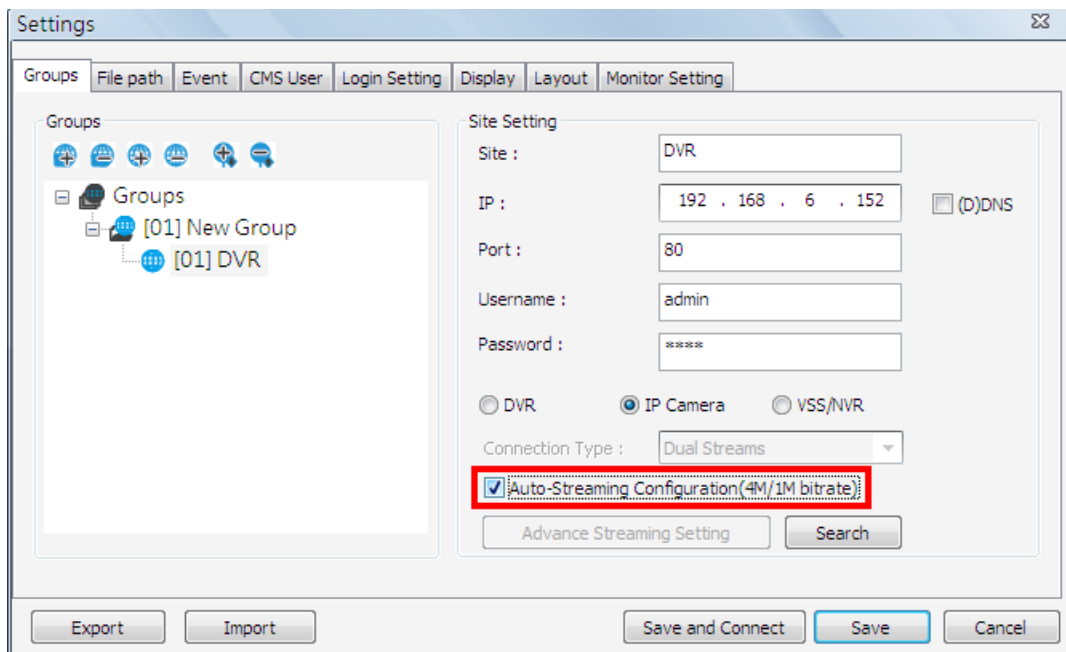 Settings
Groups File path Event CMS User Login Setting Display Layout Monitor Setting
Groups
Groups
[01] New Group
[01] DVR
Site Setting
Site : DVR
IP : 192 . 168 . 6 . 152 (D)DNS
Port : 80
Username : admin
Password : ****
DVR IP Camera VSS/NVR
Connection Type : Dual Streams
Auto-Streaming Configuration(4M/1M bitrate)
Advance Streaming Setting Search
Export Import Save and Connect Save Cancel